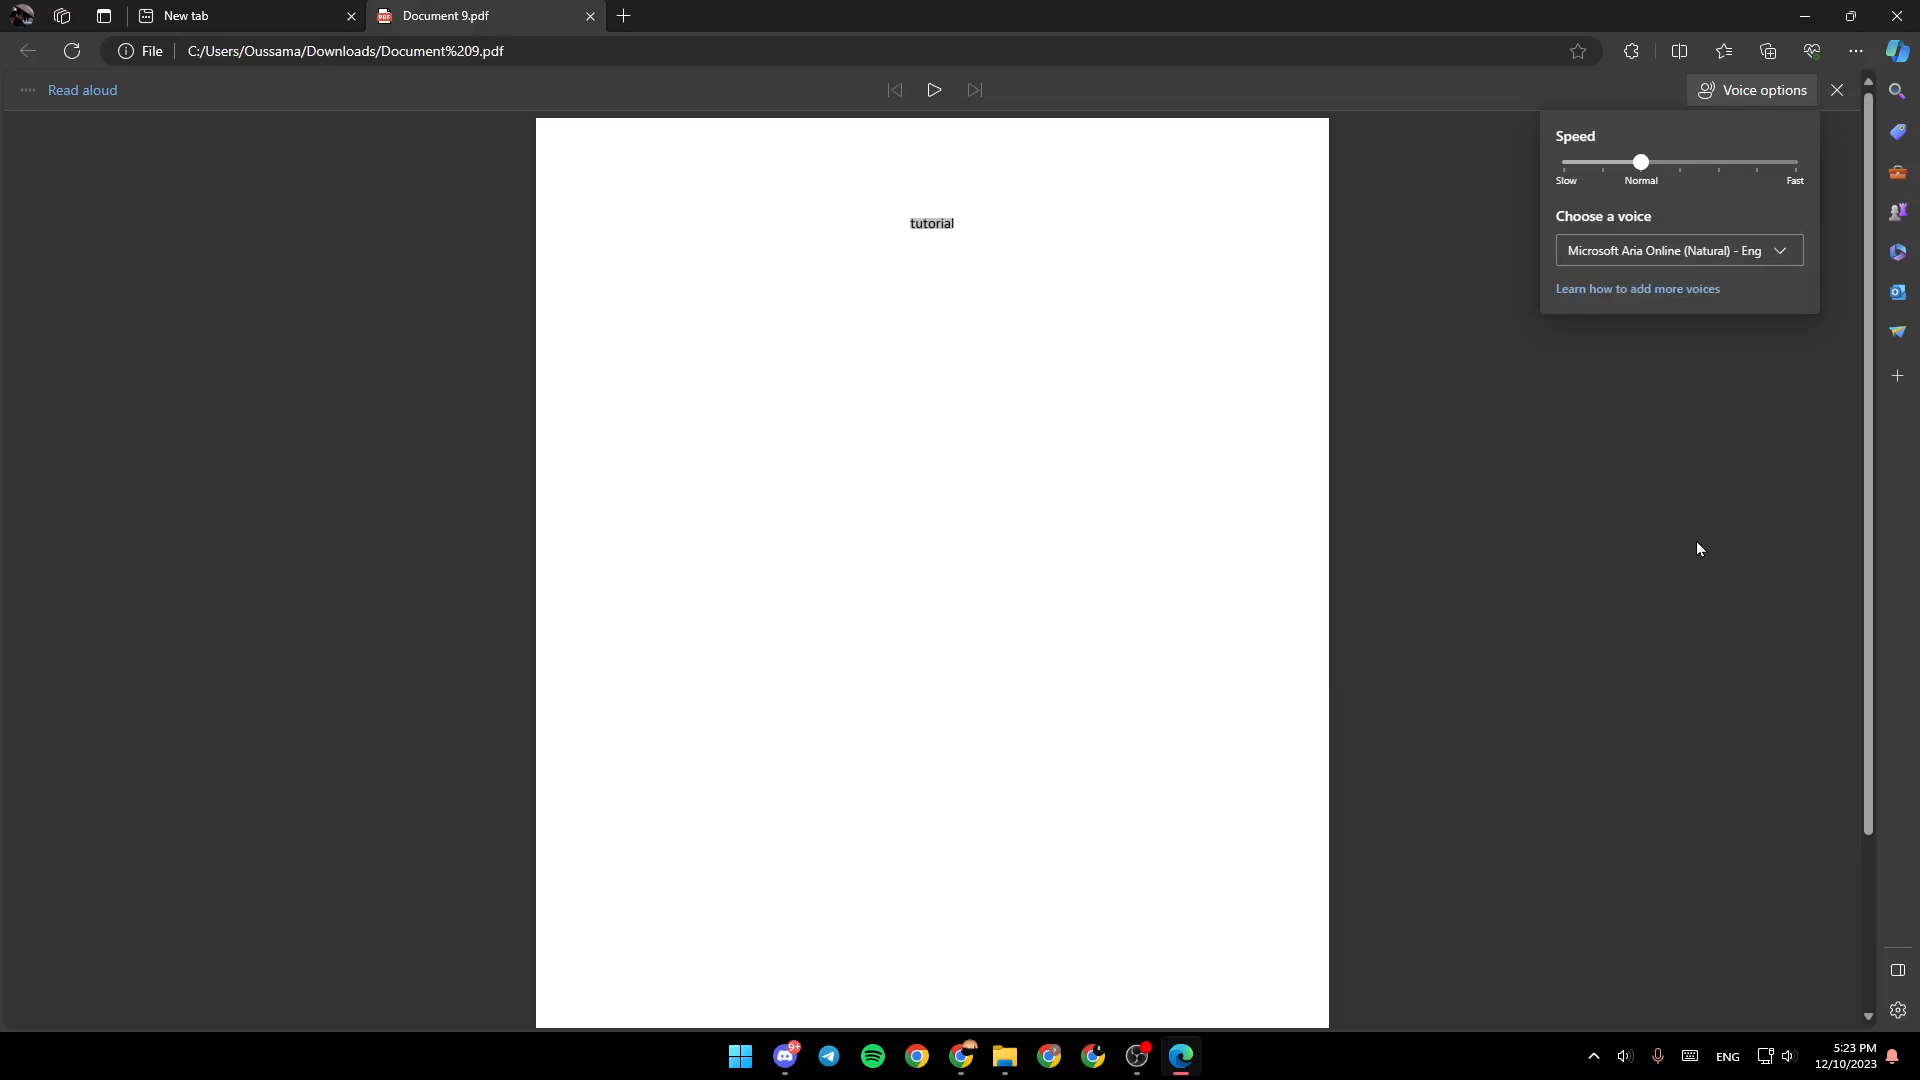 New tab
Document 9.pdf
File
C:/Users/Oussama/Downloads/Document%209.pdf
Read aloud
Voice options
Speed
Slow
Normal
Fast
tutorial
Choose a voice
Microsoft Aria Online (Natural) - Eng
Learn how to add more voices
9+
ENG
5:23 PM
12/10/2023